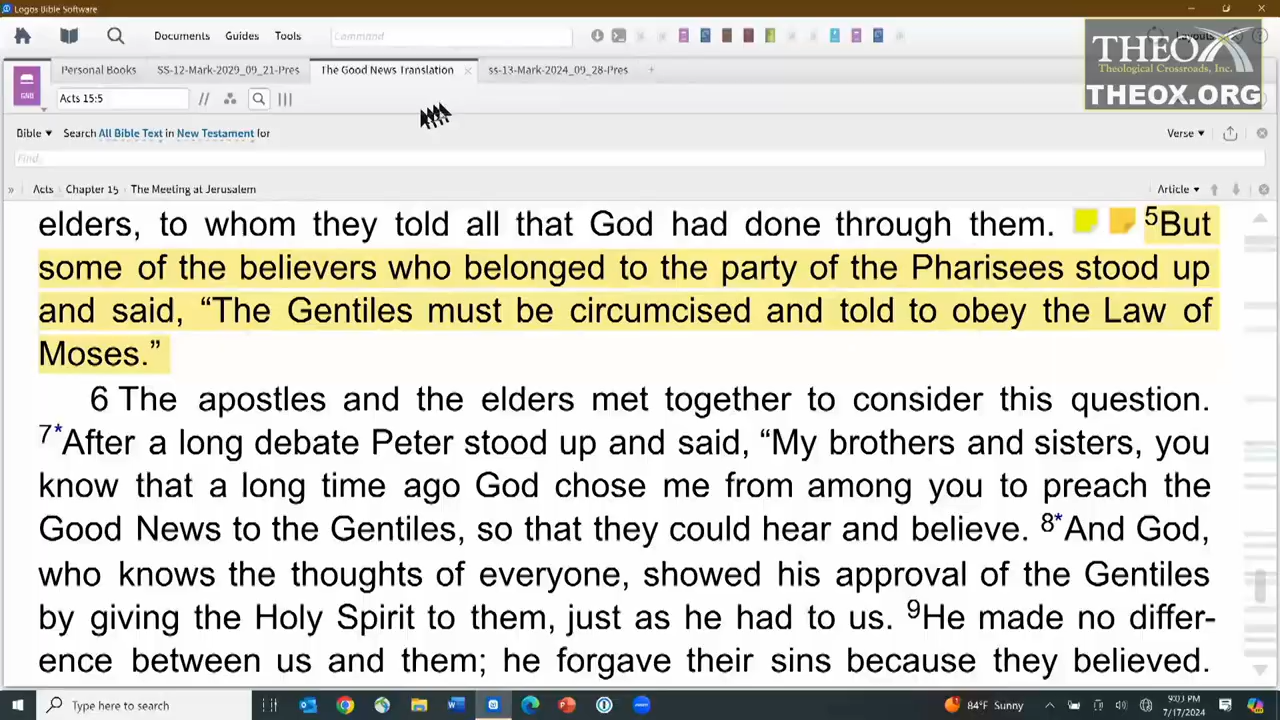 Logos Bible Software
Documents Guides Tools Command
THEOX
Theological Crossroads, Inc.
THEOX.ORG
Personal Books SS-12-Mark-2029_09_21-Pres The Good News Translation ss-13-Mark-2024_09_28-Pres
GNB
Acts 15:5
Bible Search All Bible Text in New Testament for Verse
Find
» Acts Chapter 15 The Meeting at Jerusalem Article
elders, to whom they told all that God had done through them. 5But
some of the believers who belonged to the party of the Pharisees stood up
and said, “The Gentiles must be circumcised and told to obey the Law of
Moses.”
6 The apostles and the elders met together to consider this question.
7*After a long debate Peter stood up and said, “My brothers and sisters, you
know that a long time ago God chose me from among you to preach the
Good News to the Gentiles, so that they could hear and believe. 8*And God,
who knows the thoughts of everyone, showed his approval of the Gentiles
by giving the Holy Spirit to them, just as he had to us. 9He made no differ-
ence between us and them; he forgave their sins because they believed.
Type here to search 84°F Sunny 9:03 PM
7/17/2024